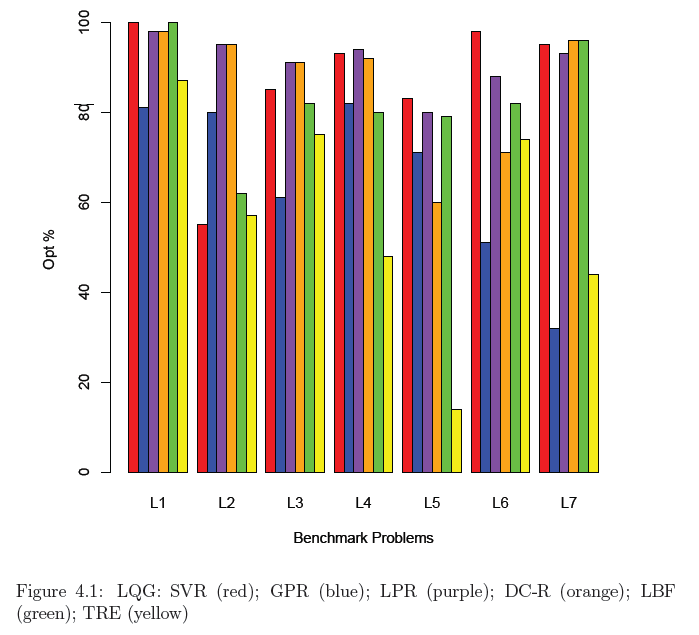 100
80
60
40
20
0
Opt %
L1 L2 L3 L4 L5 L6 L7
Benchmark Problems
Figure 4.1: LQG: SVR (red); GPR (blue); LPR (purple); DC-R (orange); LBF
(green); TRE (yellow)